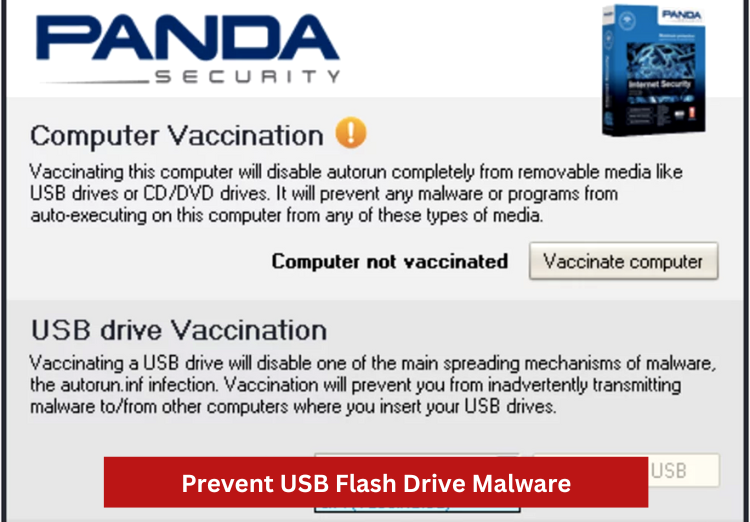 PANDA
SECURITY
PANDA
Internet Security
Computer Vaccination
Vaccinating this computer will disable autorun completely from removable media like
USB drives or CD/DVD drives. It will prevent any malware or programs from
auto-executing on this computer from any of these types of media.
Computer not vaccinated
Vaccinate computer
USB drive Vaccination
Vaccinating a USB drive will disable one of the main spreading mechanisms of malware,
the autorun.inf infection. Vaccination will prevent you from inadvertently transmitting
malware to/from other computers where you insert your USB drives.
USB
Prevent USB Flash Drive Malware